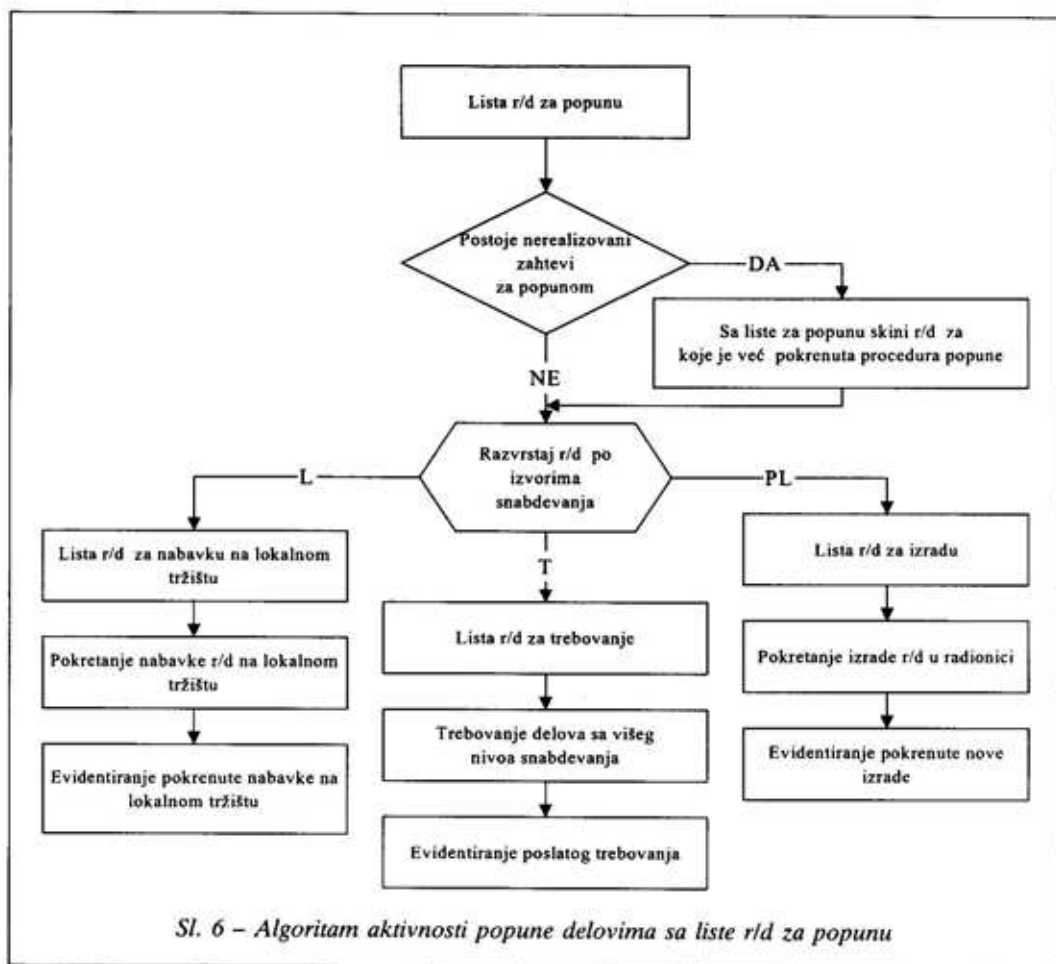 Lista r/d za popunu
Postoje nerealizovani
zahtevi
za popunom
DA
Sa liste za popunu skini r/d za
koje je već pokrenuta procedura popune
NE
Razvrstaj r/d po
izvorima
snabdevanja
L
PL
T
Lista r/d za nabavku na lokalnom
tržištu
Pokretanje nabavke r/d na lokalnom
tržištu
Evidentiranje pokrenute nabavke na
lokalnom tržištu
Lista r/d za trebovanje
Trebovanje delova sa višeg
nivoa snabdevanja
Evidentiranje poslatog trebovanja
Lista r/d za izradu
Pokretanje izrade r/d u radionici
Evidentiranje pokrenute nove
izrade
Sl. 6 – Algoritam aktivnosti popune delovima sa liste r/d za popunu